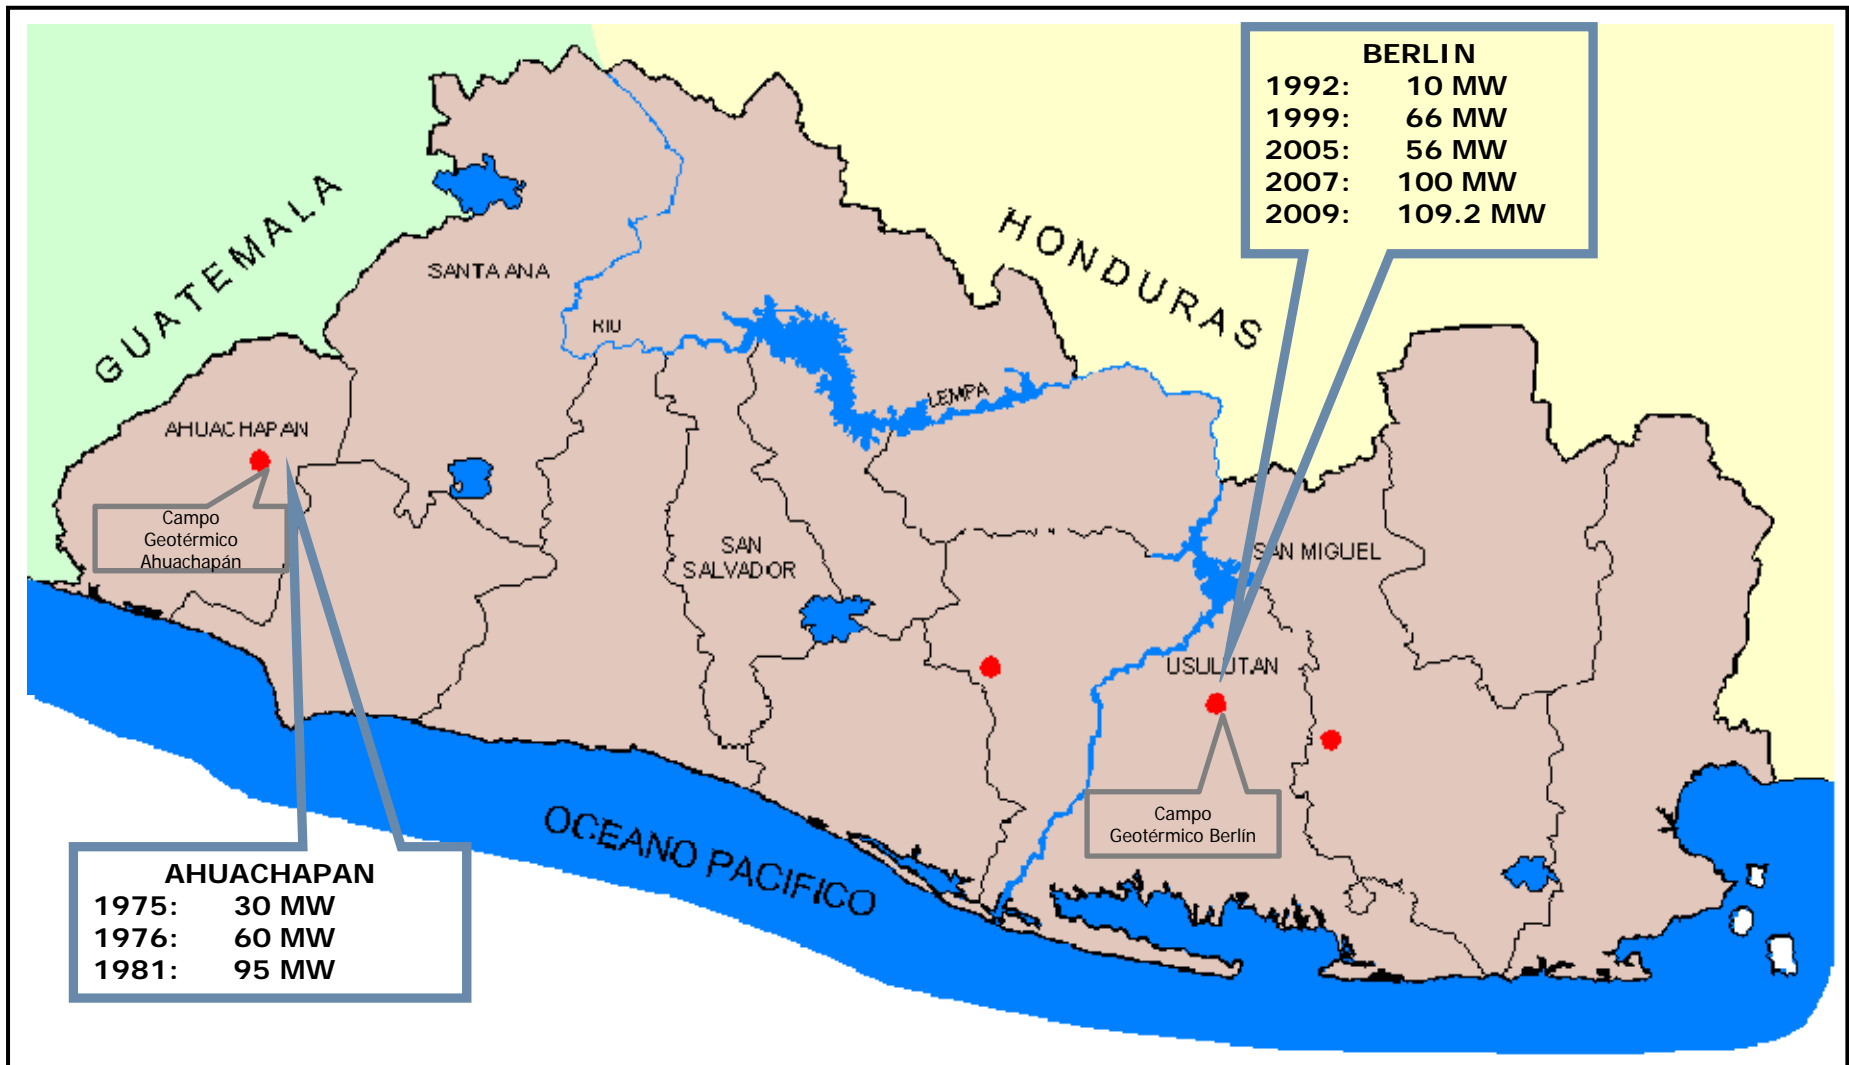 BERLIN
1992: 10 MW
1999: 66 MW
2005: 56 MW
2007: 100 MW
2009: 109.2 MW
GUATEMALA
HONDURAS
SANTA ANA
RIU
LEMPA
AHUACHAPAN
Campo
Geotérmico
Ahuachapán
SAN
SALVADOR
SAN MIGUEL
USULUTAN
Campo
Geotérmico Berlín
OCEANO PACIFICO
AHUACHAPAN
1975: 30 MW
1976: 60 MW
1981: 95 MW